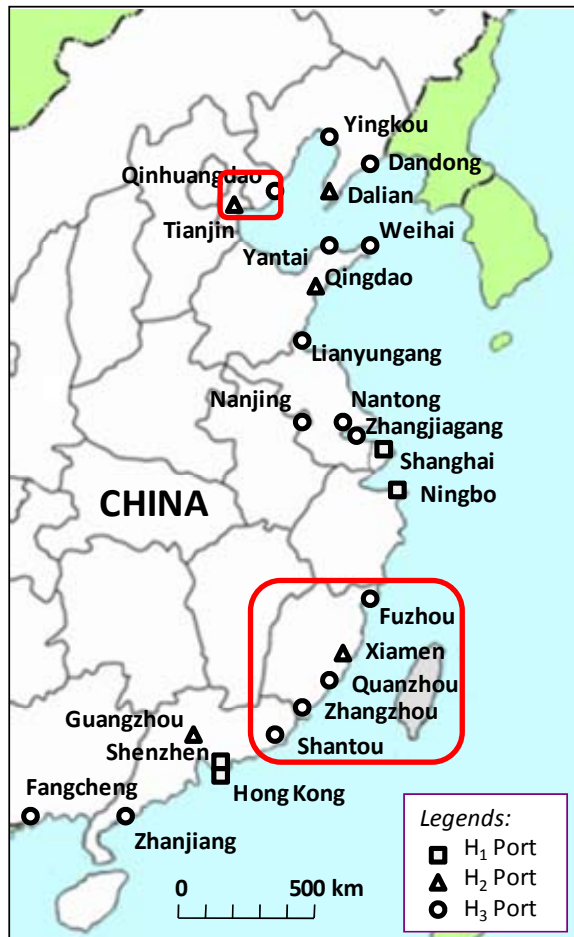 Yingkou
Dandong
Qinhuangdao
Dalian
Tianjin
Weihai
Yantai
Qingdao
Lianyungang
Nanjing
Nantong
Zhangjiagang
Shanghai
CHINA
Ningbo
Fuzhou
Xiamen
Quanzhou
Zhangzhou
Guangzhou
Shantou
Shenzhen
Fangcheng
Hong Kong
Zhanjiang
Legends:
H1 Port
H2 Port
H3 Port
0 500 km